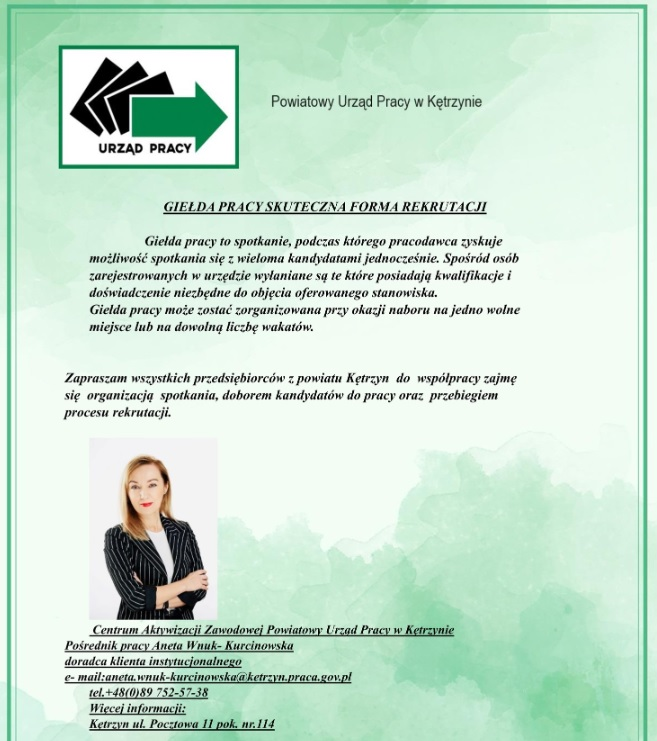 URZĄD PRACY
Powiatowy Urząd Pracy w Kętrzynie
GIEŁDA PRACY SKUTECZNA FORMA REKRUTACJI
Giełda pracy to spotkanie, podczas którego pracodawca zyskuje
możliwość spotkania się z wieloma kandydatami jednocześnie. Spośród osób
zarejestrowanych w urzędzie wyłaniane są te które posiadają kwalifikacje i
doświadczenie niezbędne do objęcia oferowanego stanowiska.
Giełda pracy może zostać zorganizowana przy okazji naboru na jedno wolne
miejsce lub na dowolną liczbę wakatów.
Zapraszam wszystkich przedsiębiorców z powiatu Kętrzyn do współpracy zajmę
się organizacją spotkania, doborem kandydatów do pracy oraz przebiegiem
procesu rekrutacji.
Centrum Aktywizacji Zawodowej Powiatowy Urząd Pracy w Kętrzynie
Pośrednik pracy Aneta Wnuk- Kurcinowska
doradca klienta instytucjonalnego
e- mail:aneta.wnuk-kurcinowska@ketrzyn.praca.gov.pl
tel.+48(0)89 752-57-38
Więcej informacji:
Kętrzyn ul. Pocztowa 11 pok. nr.114